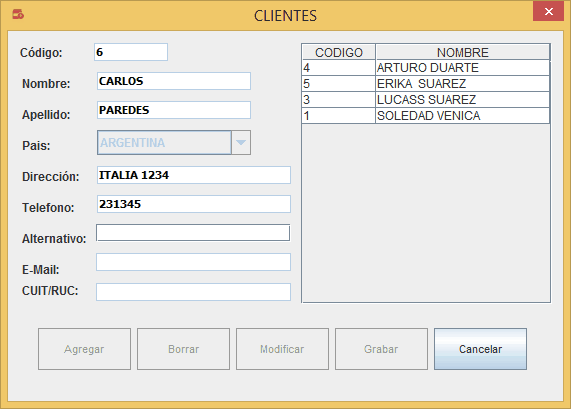 CLIENTES
Código: 6
Nombre: CARLOS
Apellido: PAREDES
Pais: ARGENTINA
Dirección: ITALIA 1234
Telefono: 231345
Alternativo:
E-Mail:
CUIT/RUC:
CODIGO NOMBRE
4 ARTURO DUARTE
5 ERIKA  SUAREZ
3 LUCASS SUAREZ
1 SOLEDAD VENICA
Agregar Borrar Modificar Grabar Cancelar